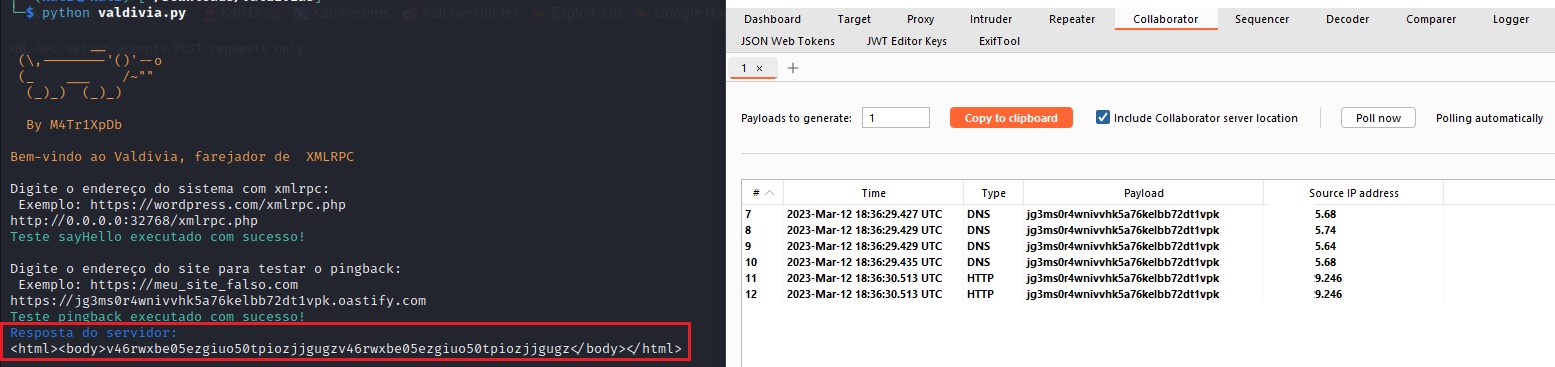 $ python valdivia.py
XML-RPC server accepts POST requests only.
By M4Tr1XpDb
Bem-vindo ao Valdivia, farejador de  XMLRPC
Digite o endereço do sistema com xmlrpc:
Exemplo: https://wordpress.com/xmlrpc.php
http://0.0.0.0:32768/xmlrpc.php
Teste sayHello executado com sucesso!
Digite o endereço do site para testar o pingback:
Exemplo: https://meu_site_falso.com
https://jg3ms0r4wnivvhk5a76kelbb72dt1vpk.oastify.com
Teste pingback executado com sucesso!
Resposta do servidor:
<html><body>v46rwxbe05ezgiuo50tpiozjjgugzv46rwxbe05ezgiuo50tpiozjjgugz</body></html>
Dashboard Target Proxy Intruder Repeater Collaborator Sequencer Decoder Comparer Logger
JSON Web Tokens JWT Editor Keys ExifTool
1 × +
Payloads to generate: 1 Copy to clipboard Include Collaborator server location Poll now Polling automatically
# Time Type Payload Source IP address
7 2023-Mar-12 18:36:29.427 UTC DNS jg3ms0r4wnivvhk5a76kelbb72dt1vpk 5.68
8 2023-Mar-12 18:36:29.429 UTC DNS jg3ms0r4wnivvhk5a76kelbb72dt1vpk 5.74
9 2023-Mar-12 18:36:29.429 UTC DNS jg3ms0r4wnivvhk5a76kelbb72dt1vpk 5.64
10 2023-Mar-12 18:36:29.435 UTC DNS jg3ms0r4wnivvhk5a76kelbb72dt1vpk 5.68
11 2023-Mar-12 18:36:30.513 UTC HTTP jg3ms0r4wnivvhk5a76kelbb72dt1vpk 9.246
12 2023-Mar-12 18:36:30.513 UTC HTTP jg3ms0r4wnivvhk5a76kelbb72dt1vpk 9.246